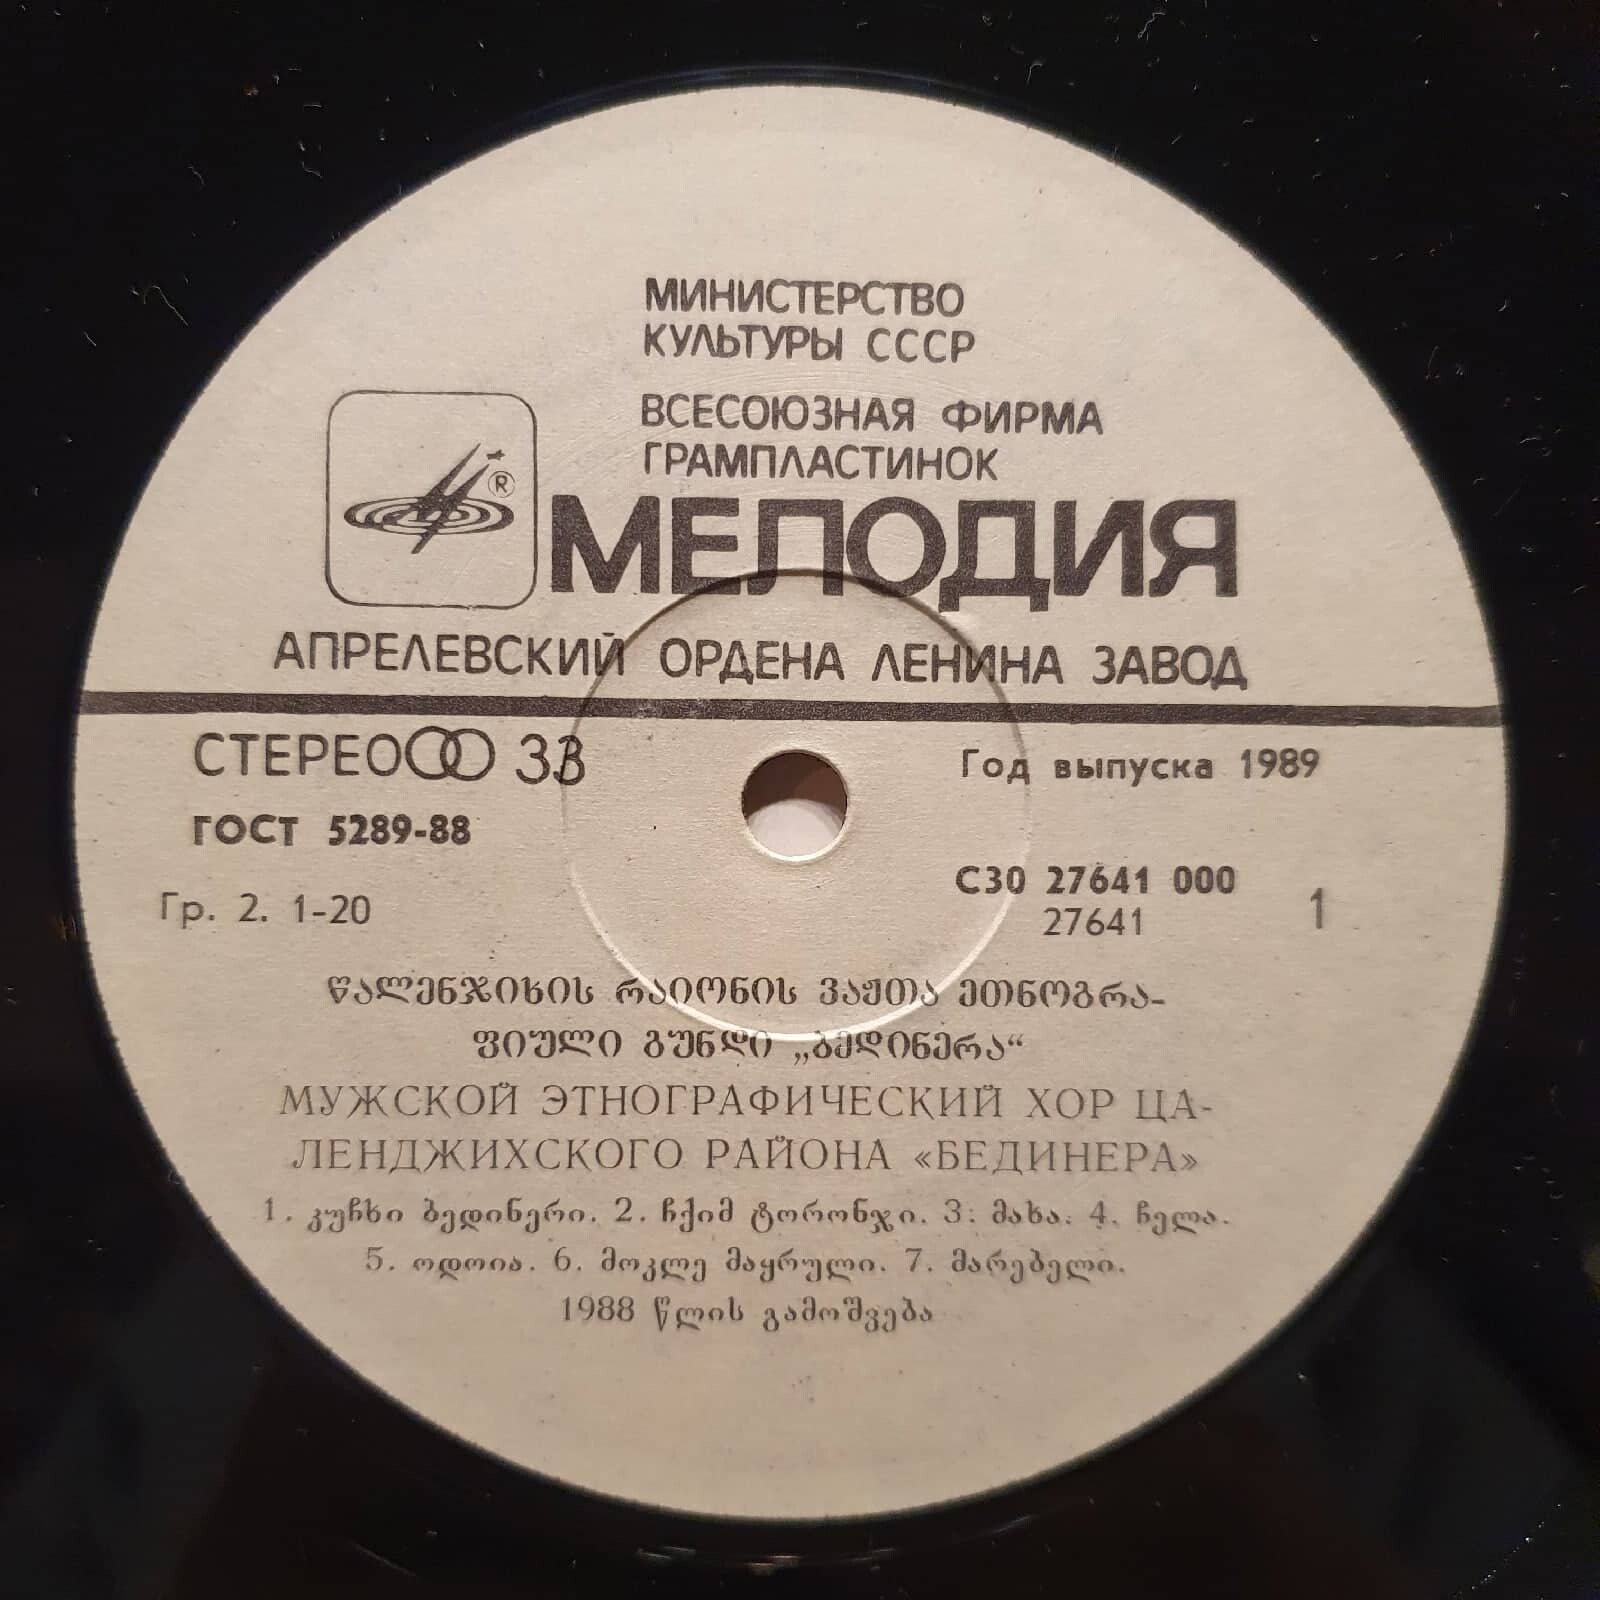 МИНИСТЕРСТВО
КУЛЬТУРЫ СССР
ВСЕСОЮЗНАЯ ФИРМА
ГРАМПЛАСТИНОК
®
МЕЛОДИЯ
АПРЕЛЕВСКИЙ ОРДЕНА ЛЕНИНА ЗАВОД
СТЕРЕО 33
Год выпуска 1989
ГОСТ 5289-88
С30 27641 000
Гр. 2. 1-20
27641
1
წალენჯიხის რაიონის ვაჟთა ეთნოგრა-
ფიული გუნდი „ბედინერა“
МУЖСКОЙ ЭТНОГРАФИЧЕСКИЙ ХОР ЦА-
ЛЕНДЖИХСКОГО РАЙОНА «БЕДИНЕРА»
1. კუჩხი ბედინერი. 2. ჩქიმ ტორონჯი. 3. მახა. 4. ჩელა.
5. ოდოია. 6. მოკლე მაყრული. 7. მარებელი.
1988 წლის გამოშვება